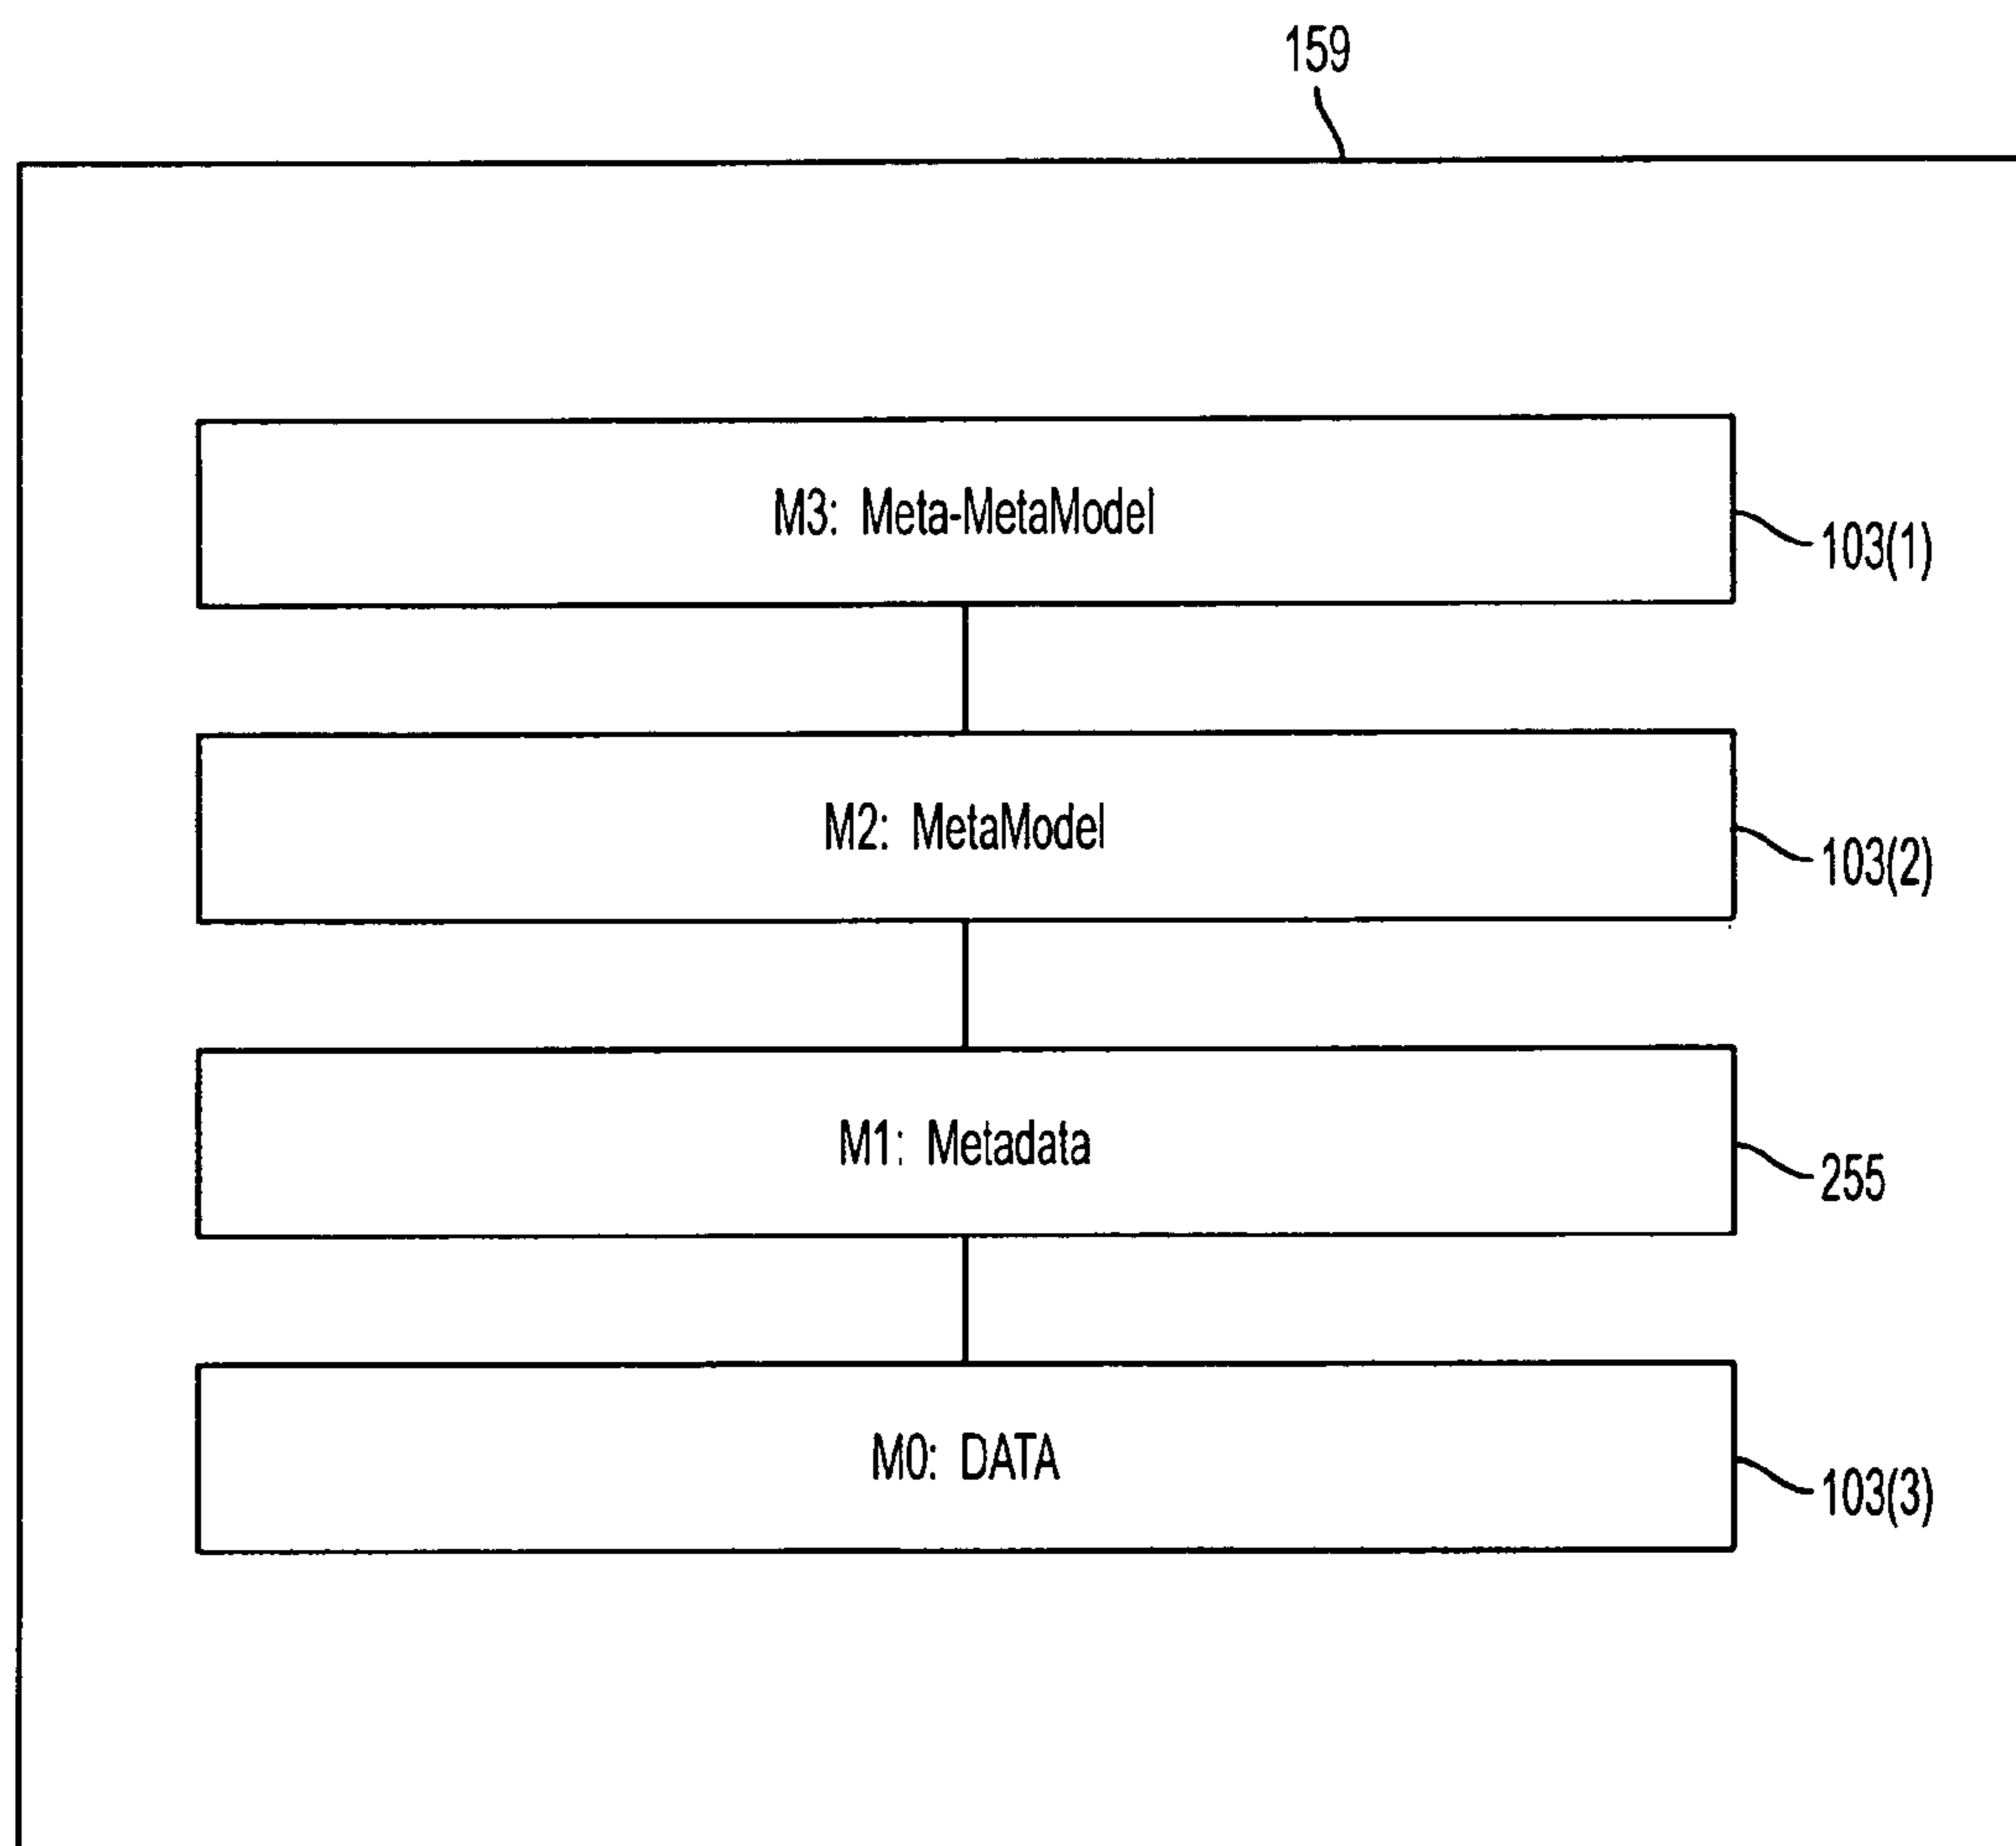 159
M3: Meta-MetaModel
103(1)
M2: MetaModel
103(2)
M1: Metadata
255
M0: DATA
103(3)